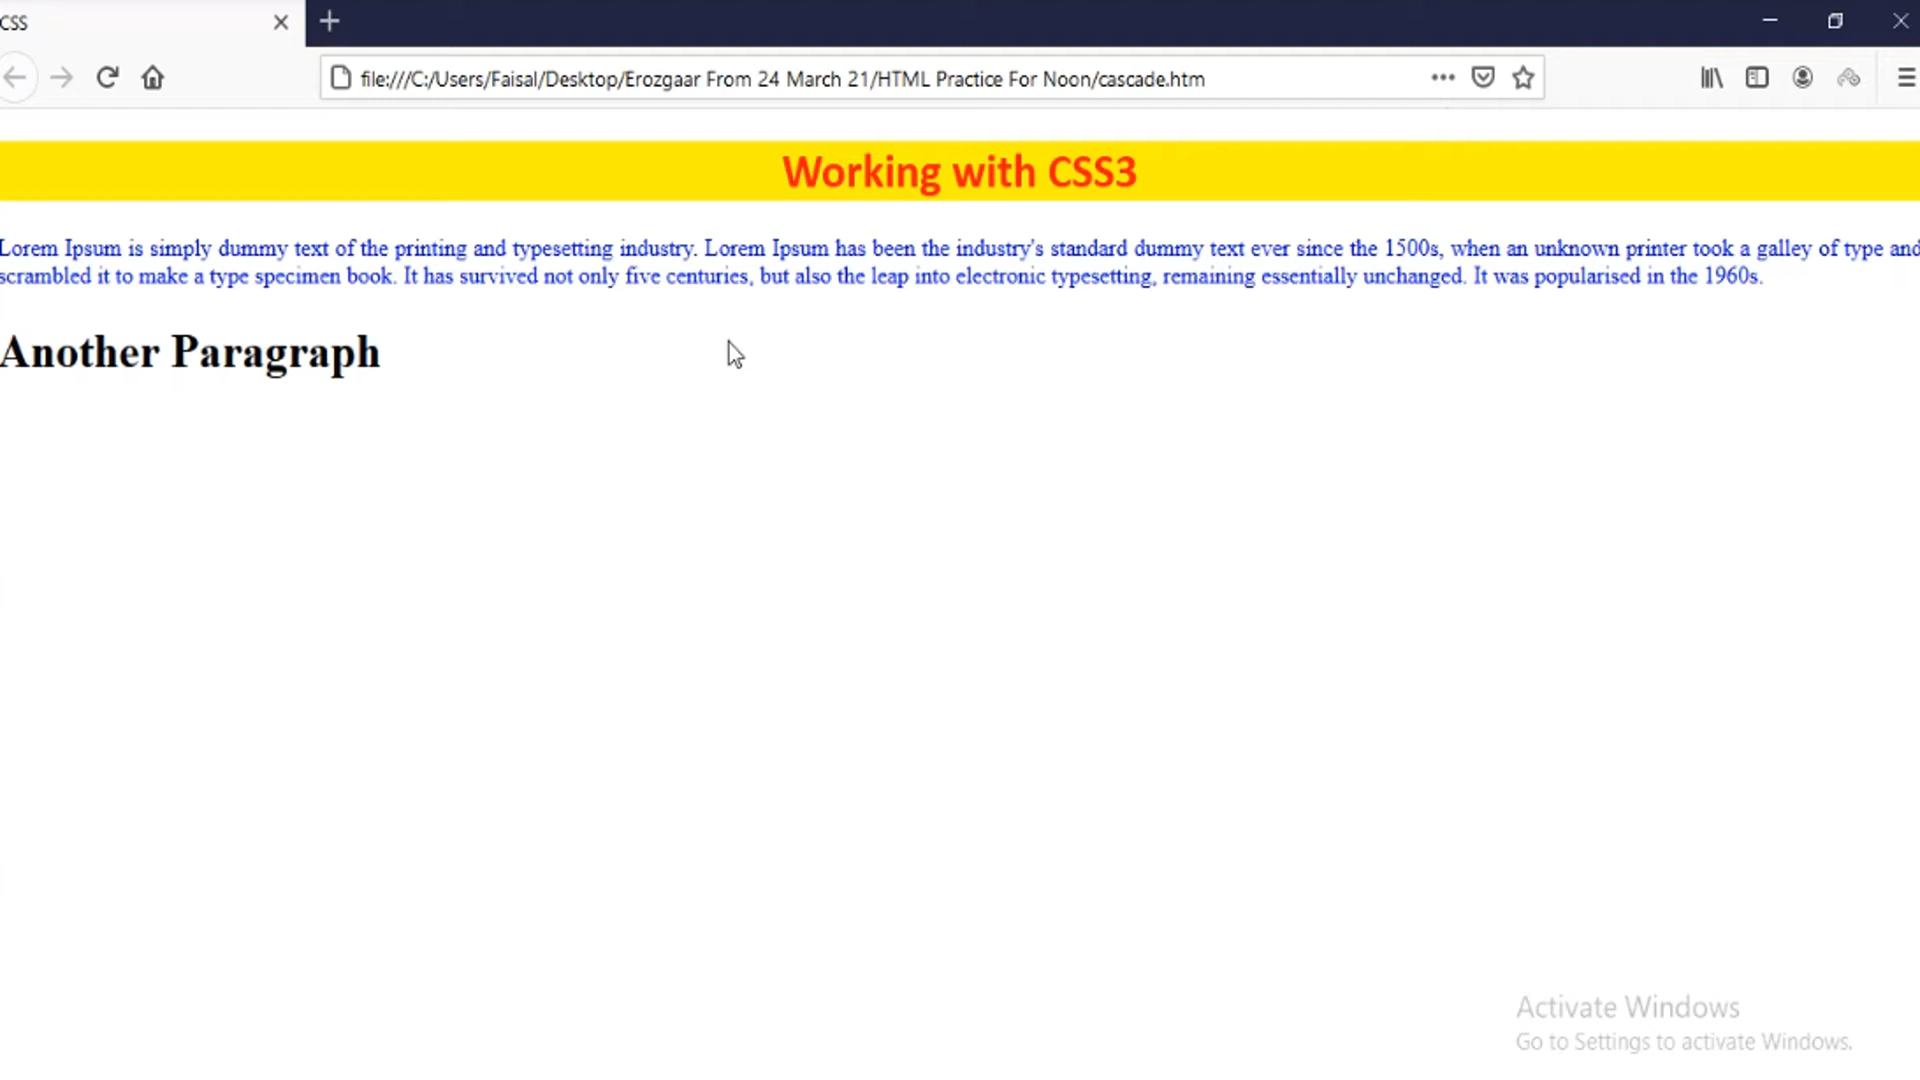 CSS
file:///C:/Users/Faisal/Desktop/Erozgaar From 24 March 21/HTML Practice For Noon/cascade.htm
Working with CSS3
Lorem Ipsum is simply dummy text of the printing and typesetting industry. Lorem Ipsum has been the industry's standard dummy text ever since the 1500s, when an unknown printer took a galley of type and
scrambled it to make a type specimen book. It has survived not only five centuries, but also the leap into electronic typesetting, remaining essentially unchanged. It was popularised in the 1960s.
Another Paragraph
Activate Windows
Go to Settings to activate Windows.